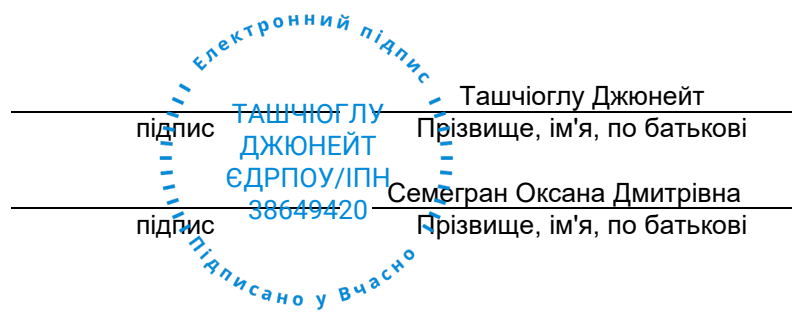 Електронний підпис
Ташчіоглу Джюнейт
підпис Прізвище, ім'я, по батькові
ТАШЧІОГЛУ
ДЖЮНЕЙТ
ЄДРПОУ/ІПН
38649420
Семегран Оксана Дмитрівна
підпис Прізвище, ім'я, по батькові
Підписано у Вчасно